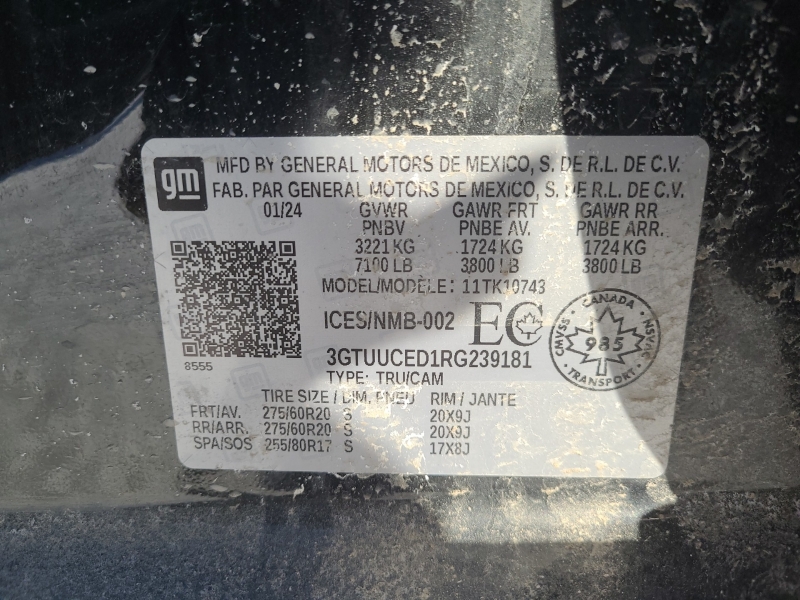 gm
MFD BY GENERAL MOTORS DE MEXICO, S. DE R.L. DE C.V.
FAB. PAR GENERAL MOTORS DE MEXICO, S. DE R.L. DE C.V.
01/24 GVWR GAWR FRT GAWR RR
PNBV PNBE AV. PNBE ARR.
3221 KG 1724 KG 1724 KG
7100 LB 3800 LB 3800 LB
MODEL/MODÈLE: 11TK10743
ICES/NMB-002 EC
CANADA
CMVSS 985 NSVAC
TRANSPORT
8555
3GTUUCED1RG239181
TYPE: TRU/CAM
TIRE SIZE / DIM. PNEU RIM / JANTE
FRT/AV. 275/60R20 S 20X9J
RR/ARR. 275/60R20 S 20X9J
SPA/SOS 255/80R17 S 17X8J